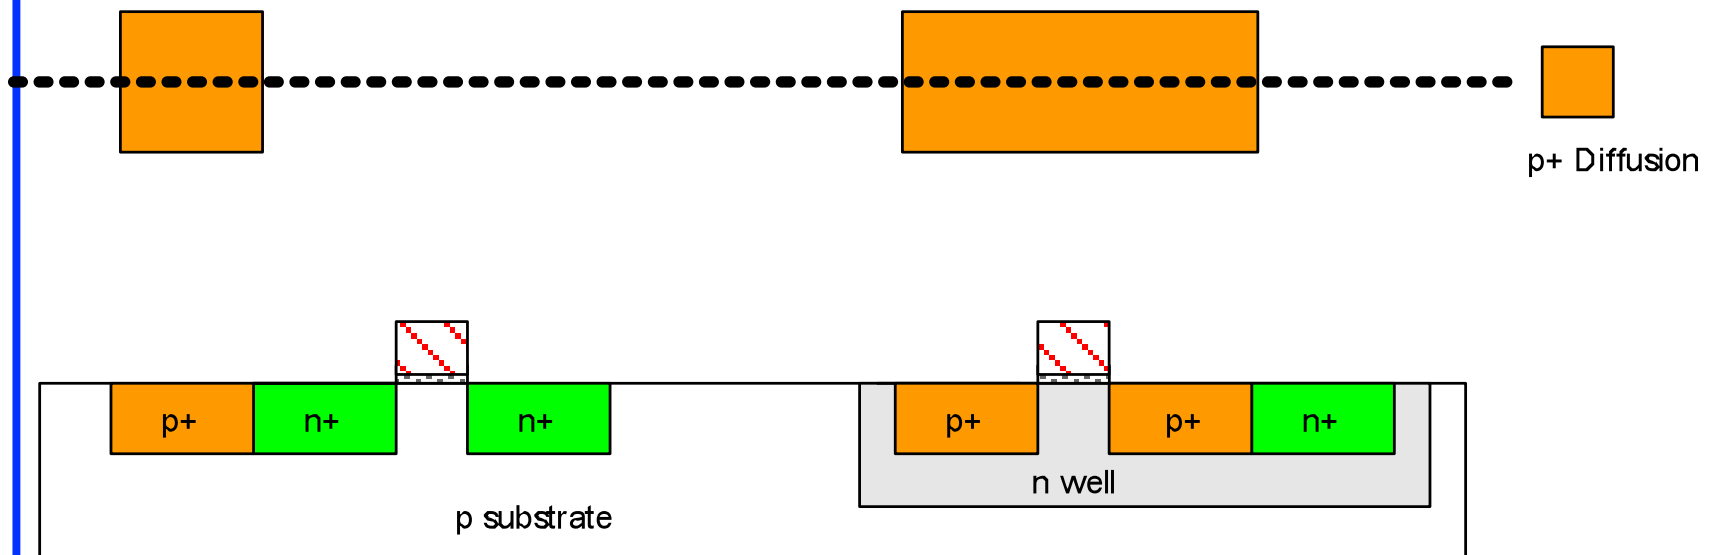 p+ Diffusion
p+
n+
n+
p+
p+
n+
n well
p substrate